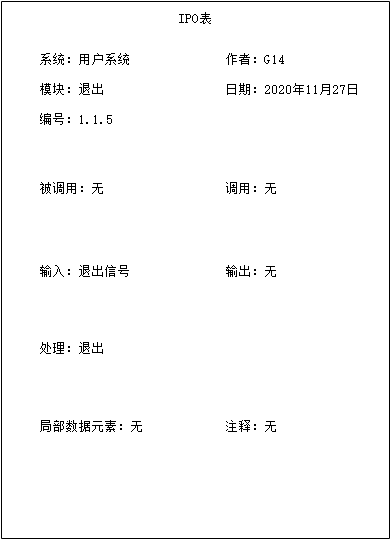 IPO表
系统：用户系统 作者：G14
模块：退出 日期：2020年11月27日
编号：1.1.5
被调用：无 调用：无
输入：退出信号 输出：无
处理：退出
局部数据元素：无 注释：无